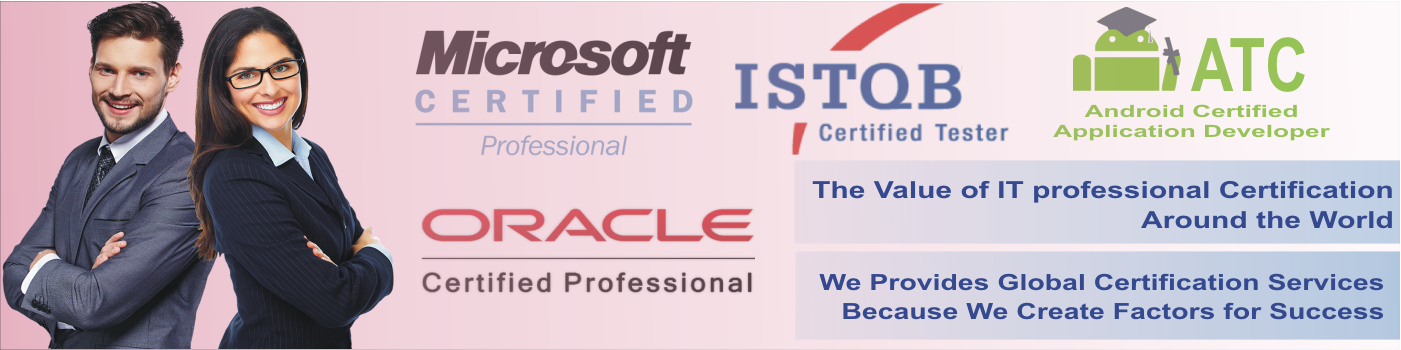 Microsoft
CERTIFIED
Professional
ISTQB
Certified Tester
ATC
Android Certified
Application Developer
ORACLE
Certified Professional
The Value of IT professional Certification
Around the World
We Provides Global Certification Services
Because We Create Factors for Success